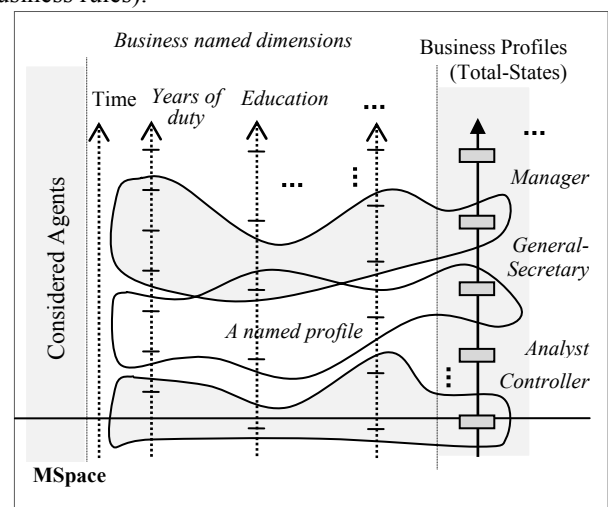 usiness rules).
Business named dimensions
Business Profiles
(Total-States)
Time
Years of
duty
Education
...
...
Manager
...
...
General-
Secretary
Considered Agents
A named profile
Analyst
...
Controller
MSpace